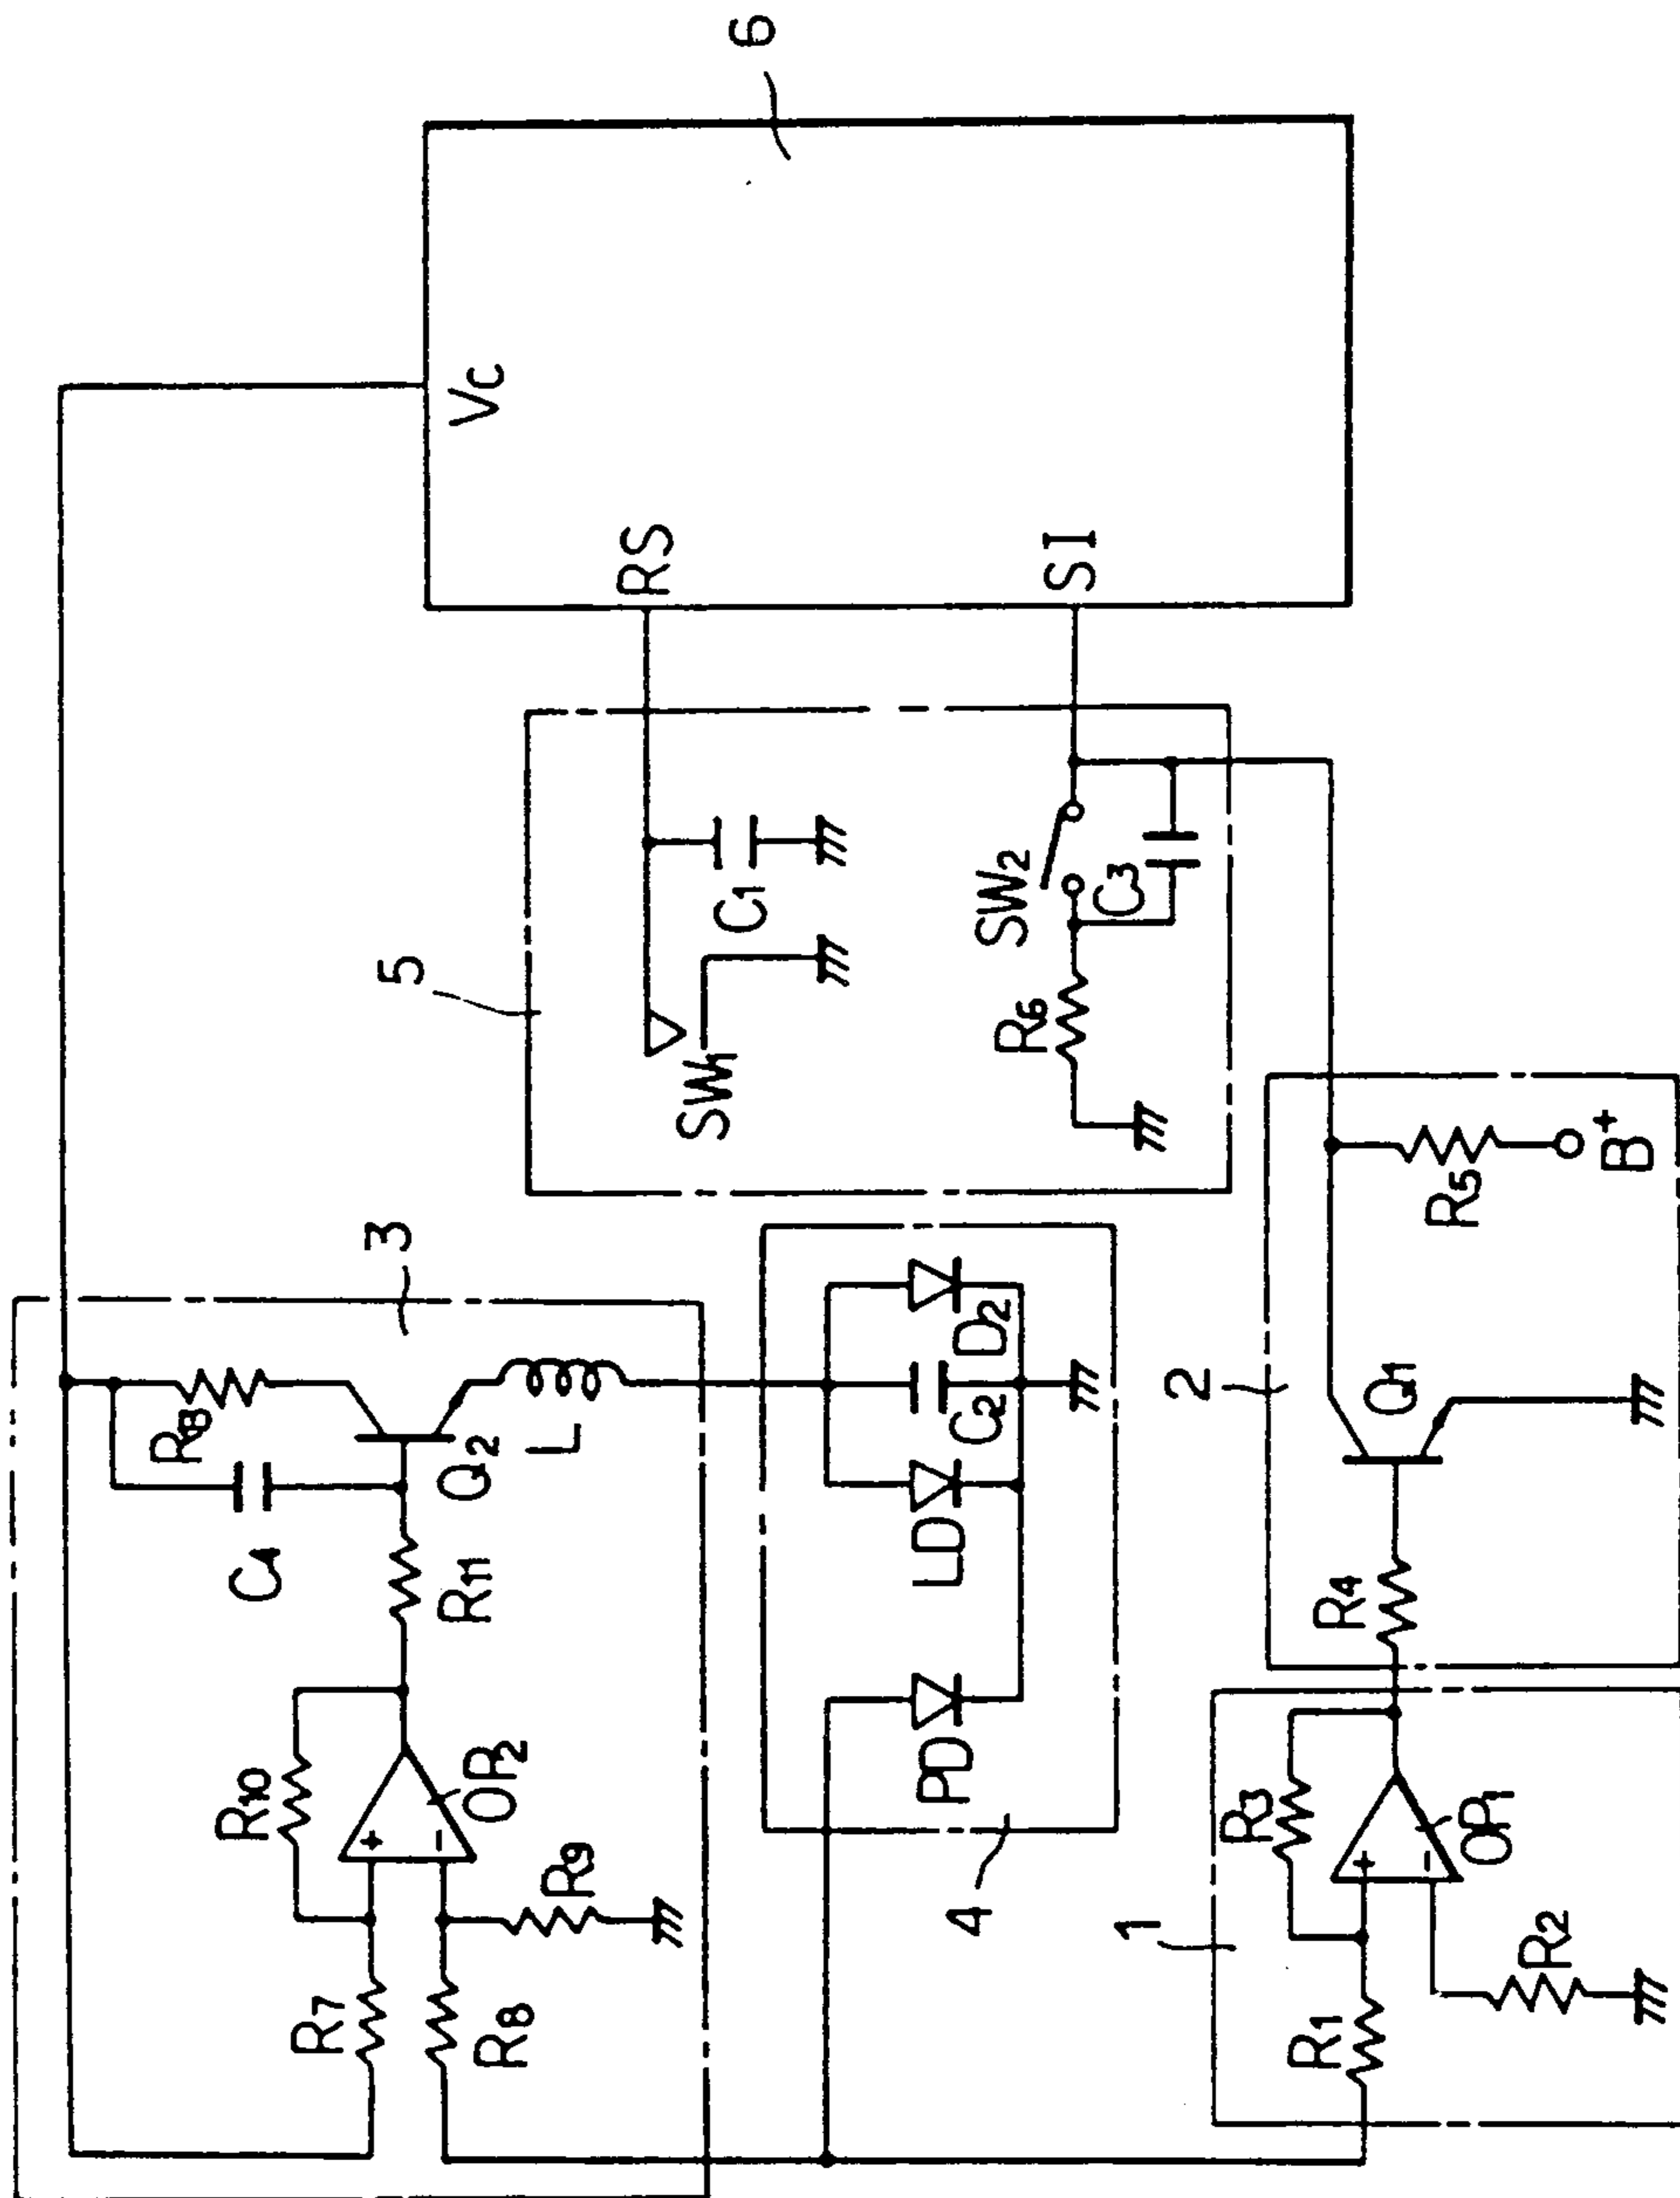 6
Vc
RS
SI
5
C1
SW1
SW2
C3
R6
3
C4
Q2
L
R11
R10
+
−
OP2
R7
R8
R9
4
D2
C2
LD
PD
2
Q1
R4
R5
B+
1
R3
+
−
OP1
R1
R2